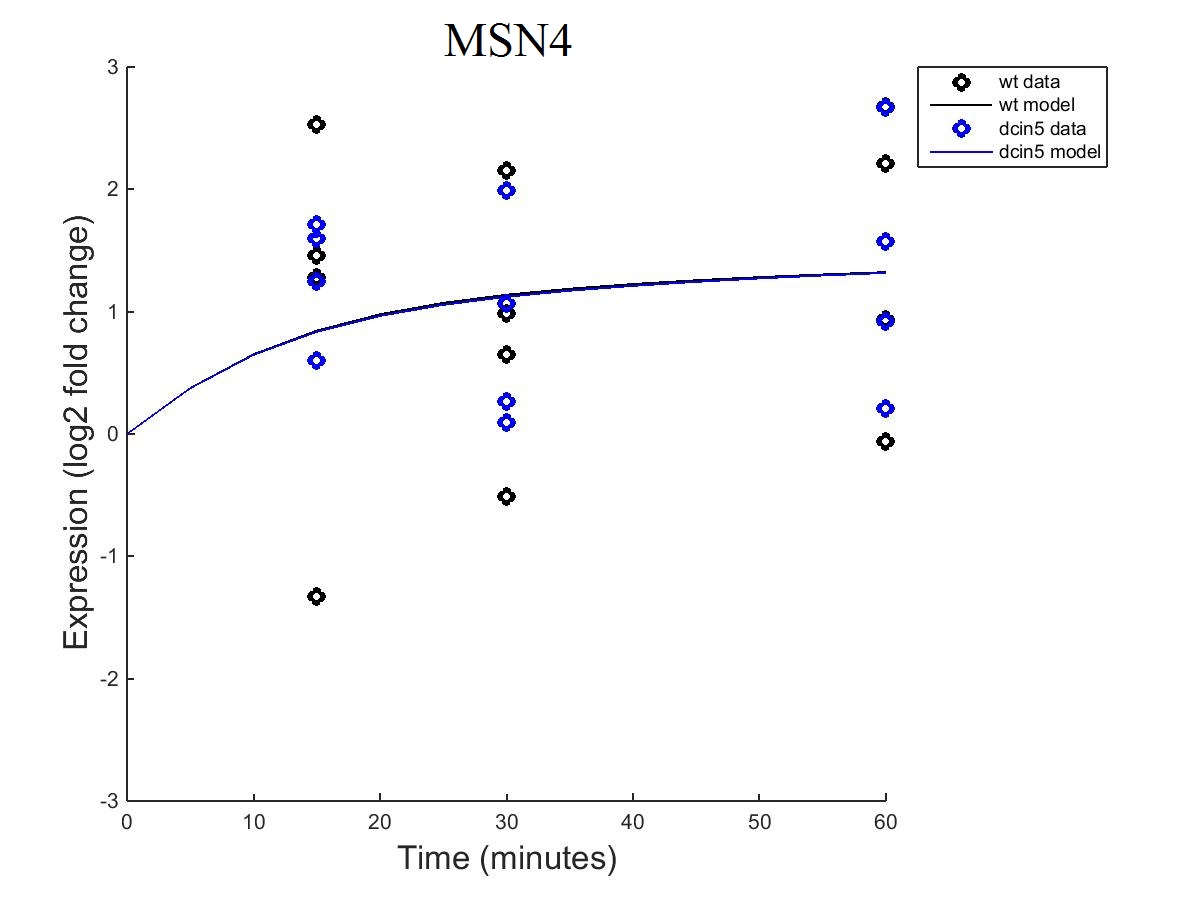 MSN4
3
2
1
0
-1
-2
-3
0 10 20 30 40 50 60
Expression (log2 fold change)
Time (minutes)
wt data
wt model
dcin5 data
dcin5 model